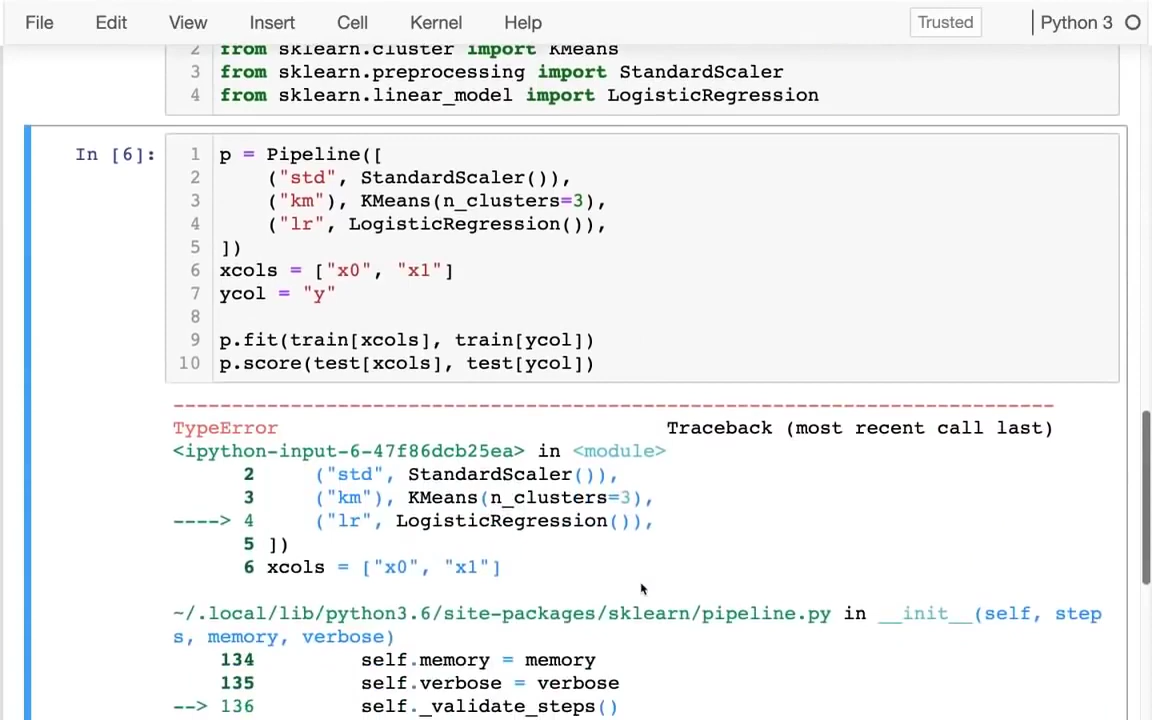 File Edit View Insert Cell Kernel Help Trusted Python 3
2 from sklearn.cluster import KMeans
3 from sklearn.preprocessing import StandardScaler
4 from sklearn.linear_model import LogisticRegression
In [6]:
1 p = Pipeline([
2     ("std", StandardScaler()),
3     ("km"), KMeans(n_clusters=3),
4     ("lr", LogisticRegression()),
5 ])
6 xcols = ["x0", "x1"]
7 ycol = "y"
8
9 p.fit(train[xcols], train[ycol])
10 p.score(test[xcols], test[ycol])
---------------------------------------------------------------------------
TypeError Traceback (most recent call last)
<ipython-input-6-47f86dcb25ea> in <module>
2     ("std", StandardScaler()),
3     ("km"), KMeans(n_clusters=3),
----> 4     ("lr", LogisticRegression()),
5 ])
6 xcols = ["x0", "x1"]
~/.local/lib/python3.6/site-packages/sklearn/pipeline.py in __init__(self, step
s, memory, verbose)
134         self.memory = memory
135         self.verbose = verbose
--> 136         self._validate_steps()